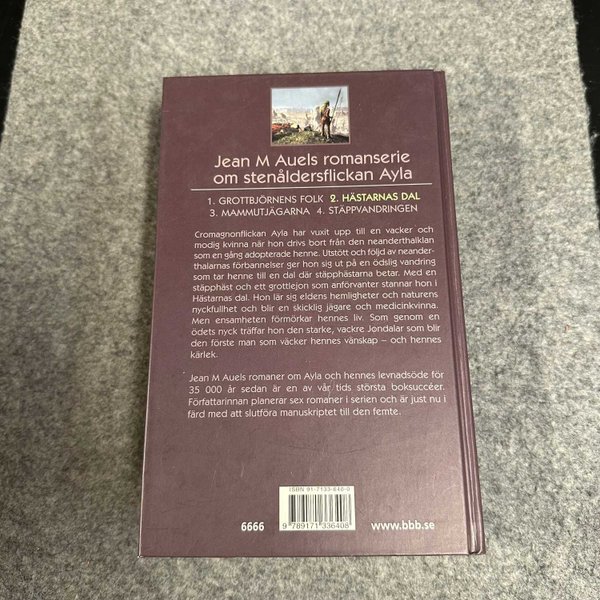 Jean M Auels romanserie
om stenåldersflickan Ayla
1. GROTTBJÖRNENS FOLK 2. HÄSTARNAS DAL
3. MAMMUTJÄGARNA 4. STÄPPVANDRINGEN
Cromagnonflickan Ayla har vuxit upp till en vacker och
modig kvinna när hon drivs bort från den neanderthalklan
som en gång adopterade henne. Utstött och följd av neander-
thalarnas förbannelser ger hon sig ut på en ödslig vandring
som tar henne till en dal där stäpphästarna betar. Med en
stäpphäst och ett grottlejon som anförvanter stannar hon i
Hästarnas dal. Hon lär sig eldens hemligheter och naturens
nyckfullhet och blir en skicklig jägare och medicinkvinna.
Men ensamheten förmörkar hennes liv. Som genom en
ödets nyck träffar hon den starke, vackre Jondalar som blir
den förste man som väcker hennes vänskap – och hennes
kärlek.
Jean M Auels romaner om Ayla och hennes levnadsöde för
35 000 år sedan är en av vår tids största boksuccéer.
Författarinnan planerar sex romaner i serien och är just nu i
färd med att slutföra manuskriptet till den femte.
ISBN 91-7133-640-0
9 789171 336408
6666
www.bbb.se